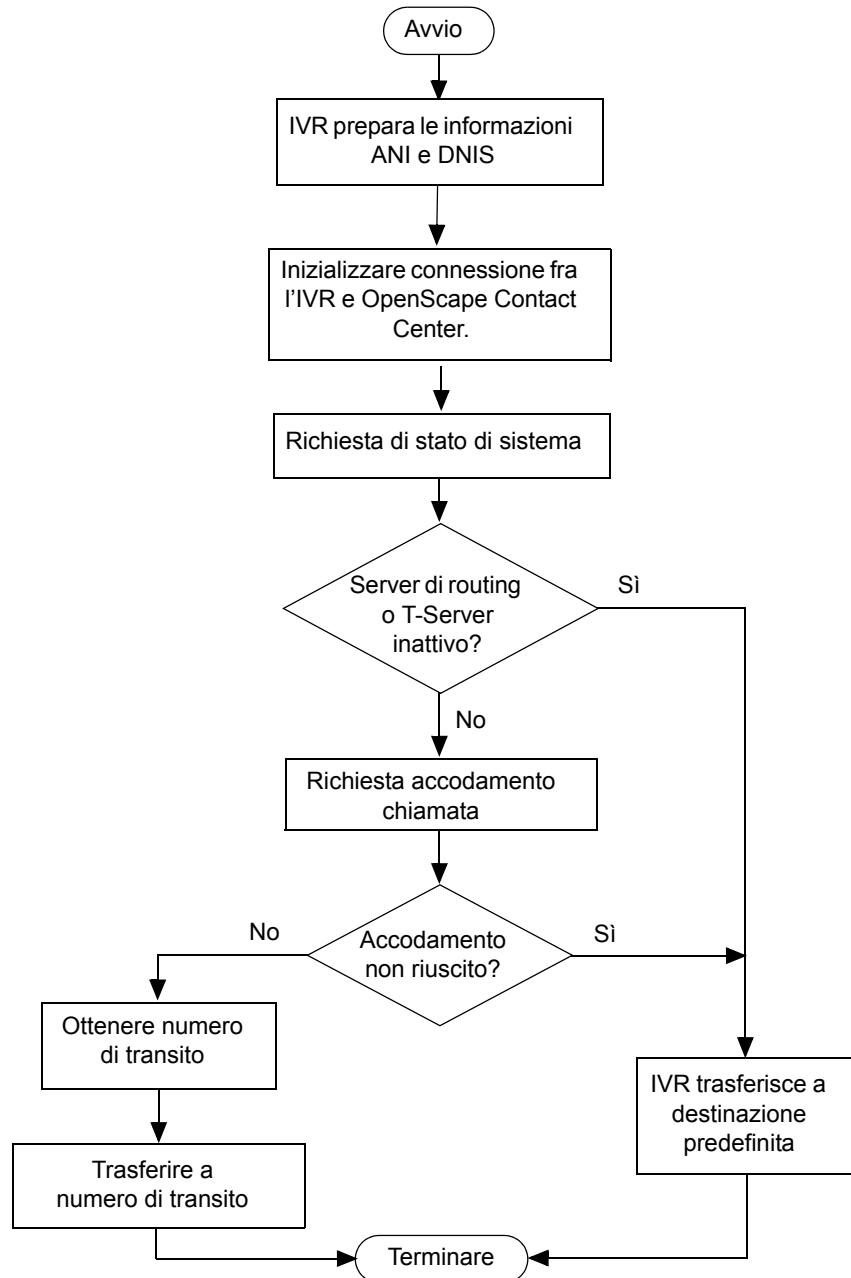 Avvio
IVR prepara le informazioni
ANI e DNIS
Inizializzare connessione fra
l'IVR e OpenScape Contact
Center.
Richiesta di stato di sistema
Server di routing
o T-Server
inattivo?
Sì
No
Richiesta accodamento
chiamata
Accodamento
non riuscito?
No
Sì
Ottenere numero
di transito
IVR trasferisce a
destinazione
predefinita
Trasferire a
numero di transito
Terminare